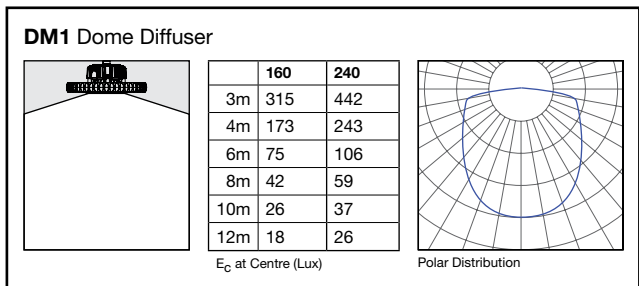 DM1 Dome Diffuser
160 240
3m 315 442
4m 173 243
6m 75 106
8m 42 59
10m 26 37
12m 18 26
EC at Centre (Lux)
Polar Distribution